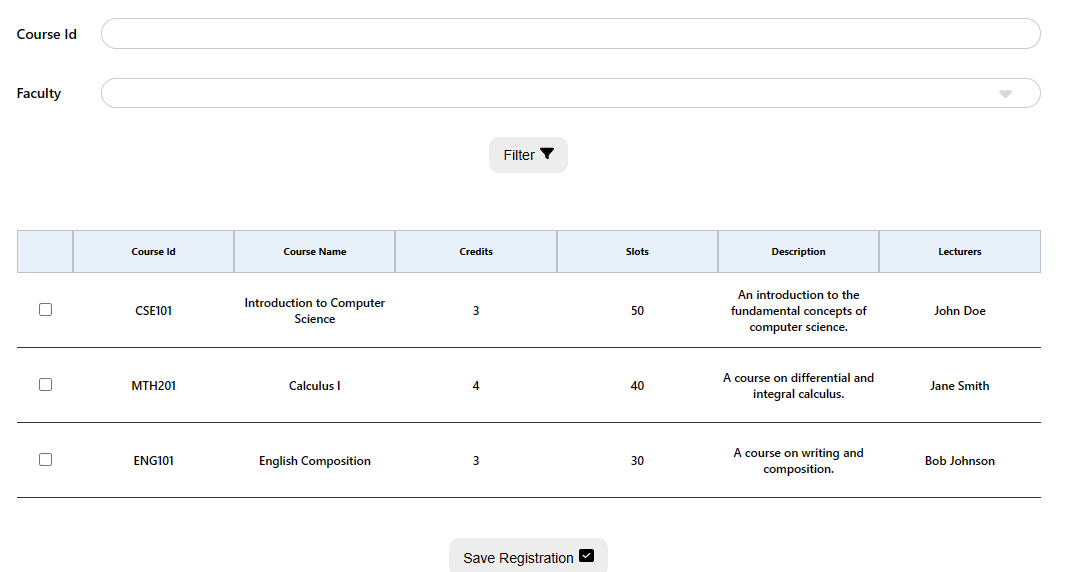 Course Id
Faculty
Filter
Course Id Course Name Credits Slots Description Lecturers
CSE101 Introduction to Computer Science 3 50 An introduction to the fundamental concepts of computer science. John Doe
MTH201 Calculus I 4 40 A course on differential and integral calculus. Jane Smith
ENG101 English Composition 3 30 A course on writing and composition. Bob Johnson
Save Registration